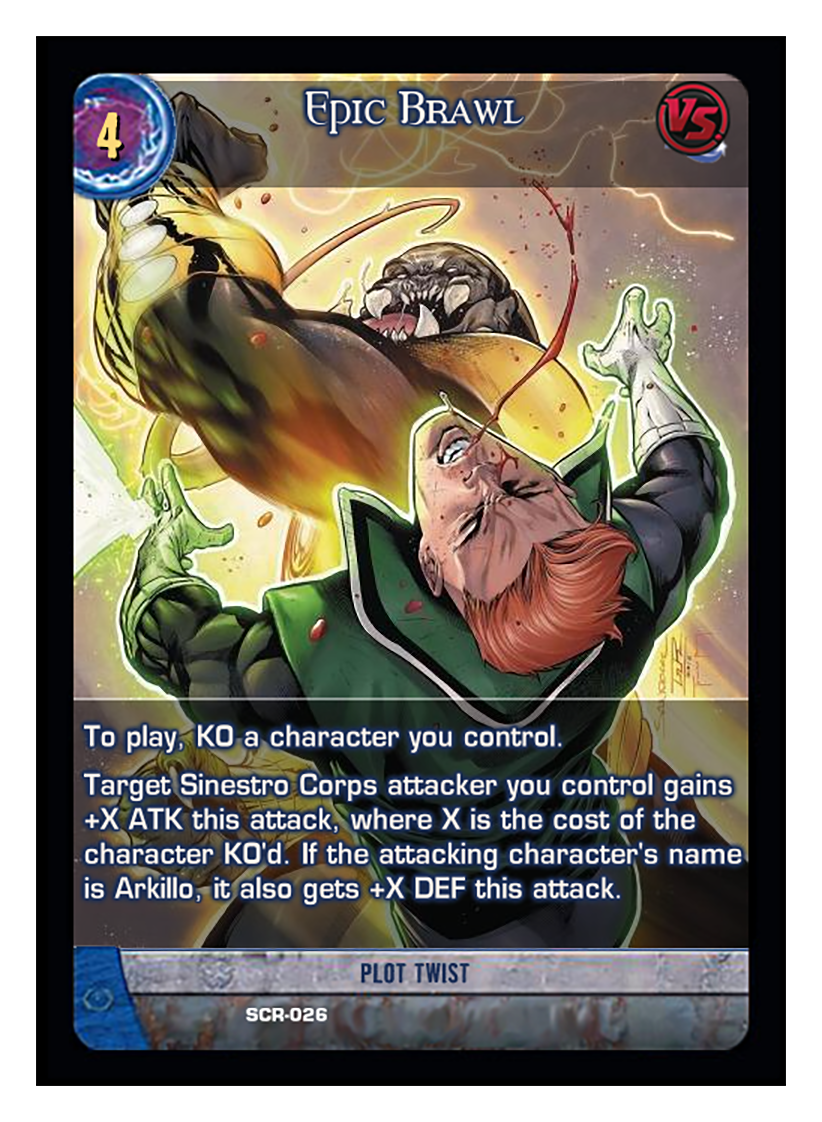 4
Epic Brawl
VS.
To play, KO a character you control.
Target Sinestro Corps attacker you control gains
+X ATK this attack, where X is the cost of the
character KO'd. If the attacking character's name
is Arkillo, it also gets +X DEF this attack.
PLOT TWIST
SCR-026